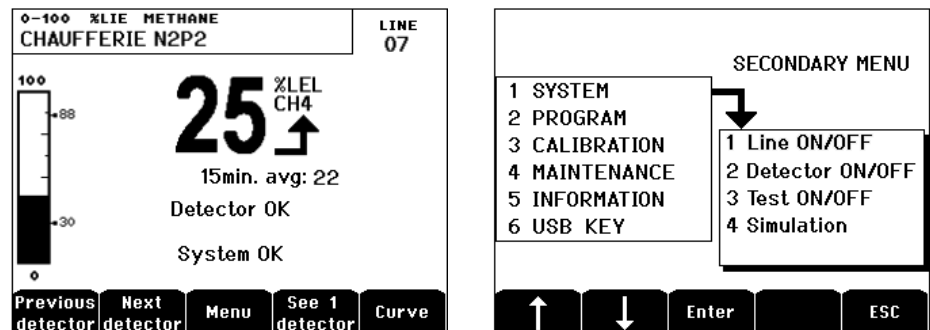 0-100 %LIE METHANE
CHAUFFERIE N2P2
LINE
07
100
88
30
0
25
%LEL
CH4
15min. avg: 22
Detector OK
System OK
Previous detector
Next detector
Menu
See 1 detector
Curve
SECONDARY MENU
1 SYSTEM
2 PROGRAM
3 CALIBRATION
4 MAINTENANCE
5 INFORMATION
6 USB KEY
1 Line ON/OFF
2 Detector ON/OFF
3 Test ON/OFF
4 Simulation
Enter
ESC